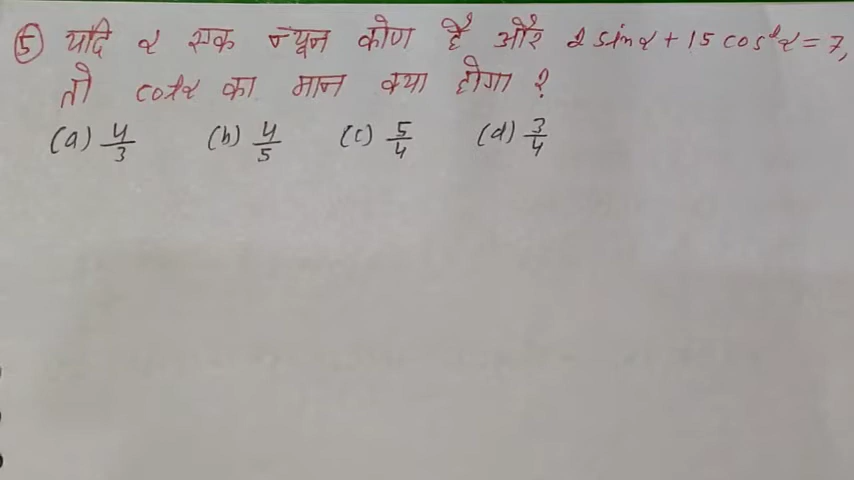 ⑤ यदि α एक न्यून कोण है और 2 sinα + 15 cos²α = 7,
तो cotα का मान क्या होगा ?
(a) 4/3 (b) 4/5 (c) 5/4 (d) 3/4